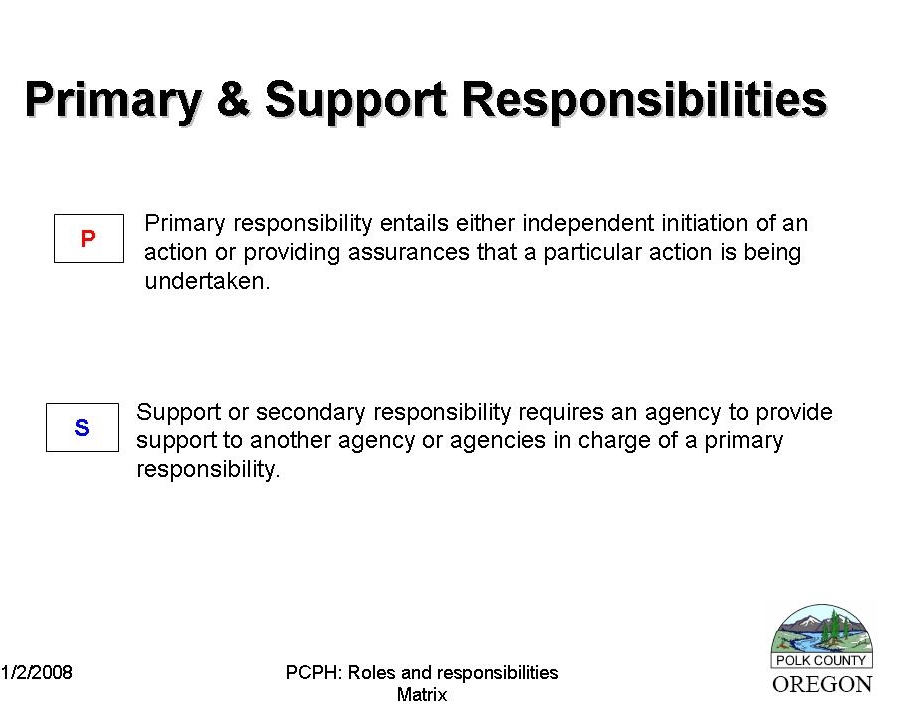 Primary & Support Responsibilities
P
Primary responsibility entails either independent initiation of an
action or providing assurances that a particular action is being
undertaken.
S
Support or secondary responsibility requires an agency to provide
support to another agency or agencies in charge of a primary
responsibility.
1/2/2008
PCPH: Roles and responsibilities
Matrix
POLK COUNTY
OREGON